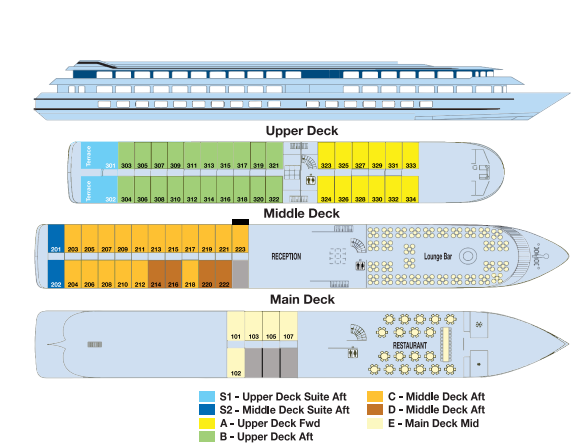 Upper Deck
Terrace 301 303 305 307 309 311 313 315 317 319 321 323 325 327 329 331 333
Terrace 302 304 306 308 310 312 314 316 318 320 322 324 326 328 330 332 334
Middle Deck
201 203 205 207 209 211 213 215 217 219 221 223
RECEPTION Lounge Bar
202 204 206 208 210 212 214 216 218 220 222
Main Deck
101 103 105 107
RESTAURANT
102
S1 - Upper Deck Suite Aft
S2 - Middle Deck Suite Aft
A - Upper Deck Fwd
B - Upper Deck Aft
C - Middle Deck Aft
D - Middle Deck Aft
E - Main Deck Mid